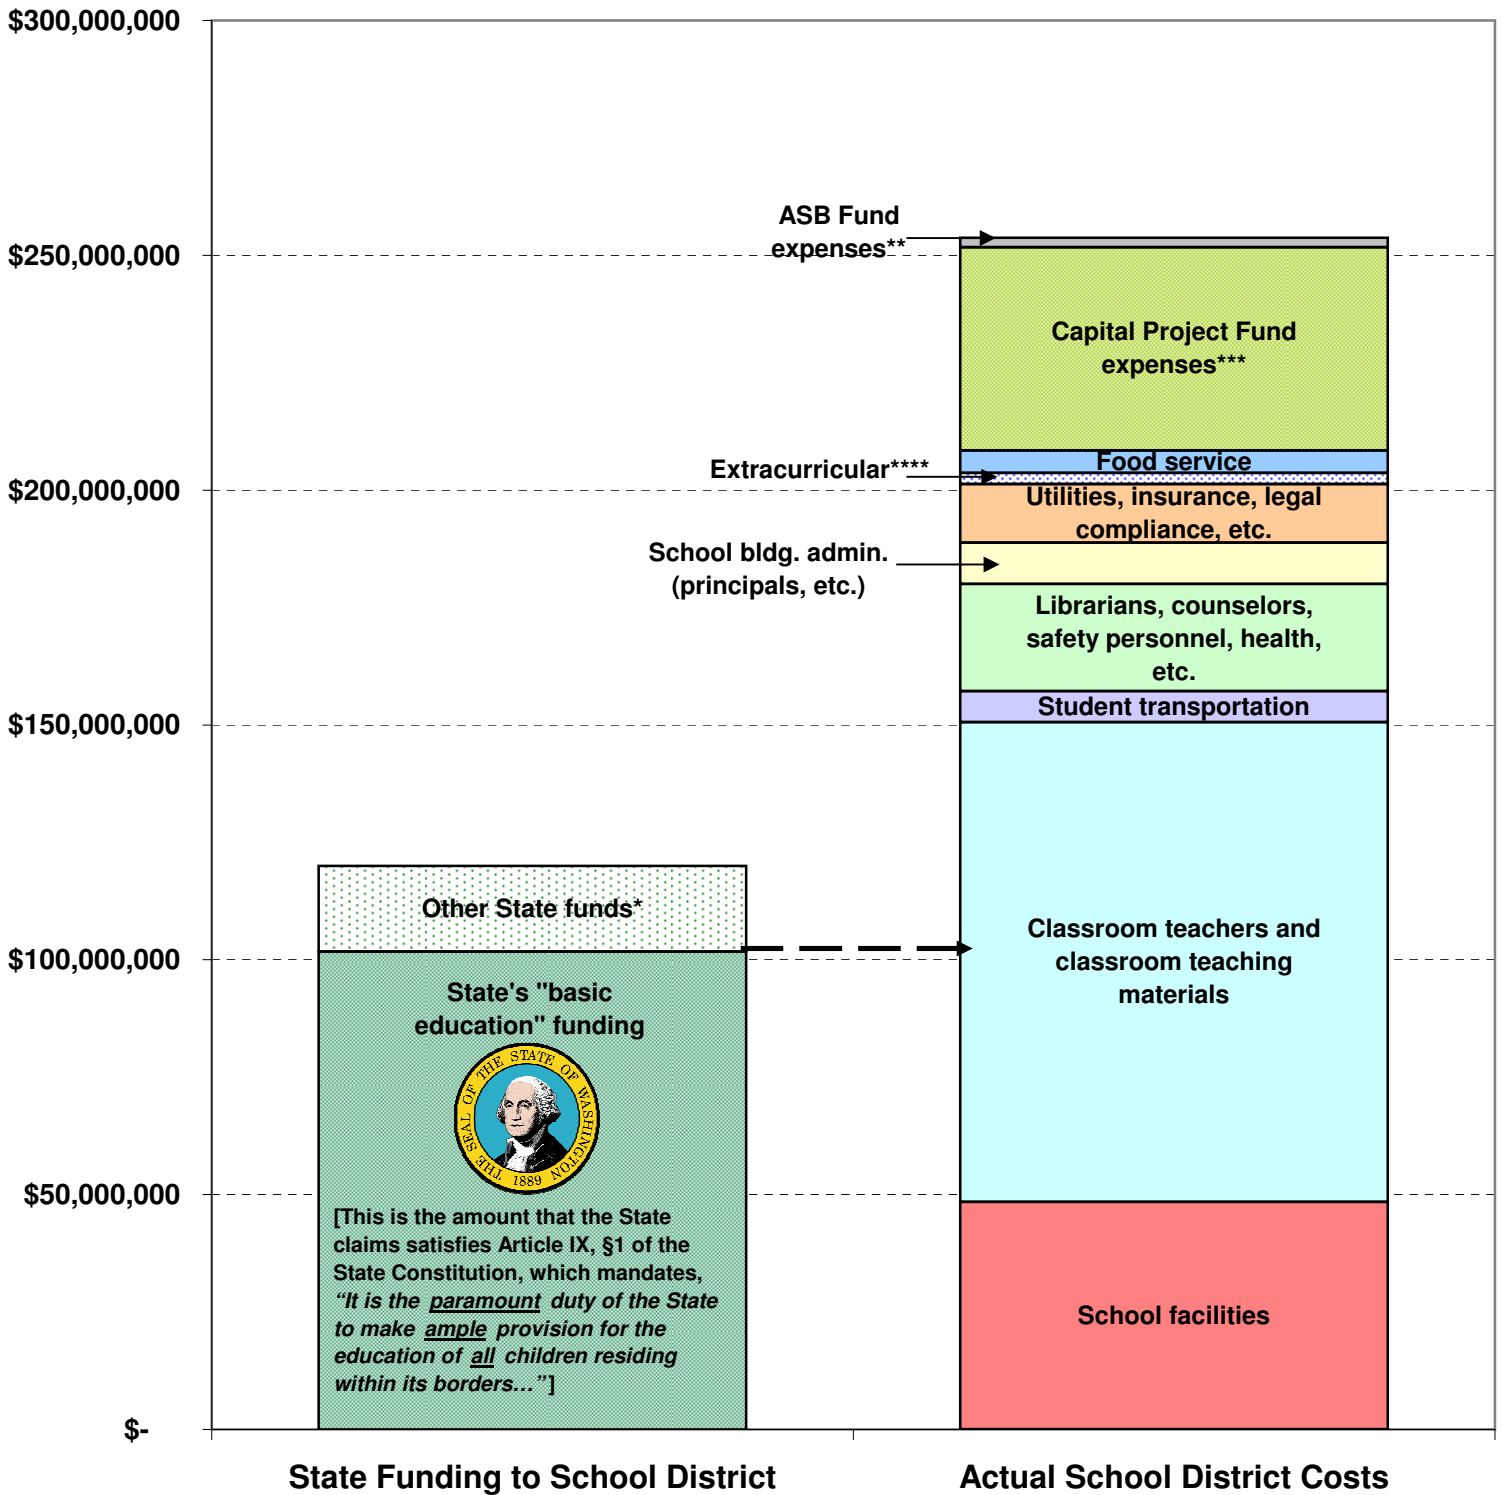 $300,000,000
$250,000,000
$200,000,000
$150,000,000
$100,000,000
$50,000,000
$-
Other State funds*
State's "basic
education" funding
THE SEAL OF THE STATE OF WASHINGTON
1889
[This is the amount that the State
claims satisfies Article IX, §1 of the
State Constitution, which mandates,
“It is the paramount duty of the State
to make ample provision for the
education of all children residing
within its borders…”]
ASB Fund
expenses**
Capital Project Fund
expenses***
Food service
Extracurricular****
Utilities, insurance, legal
compliance, etc.
School bldg. admin.
(principals, etc.)
Librarians, counselors,
safety personnel, health,
etc.
Student transportation
Classroom teachers and
classroom teaching
materials
School facilities
State Funding to School District
Actual School District Costs